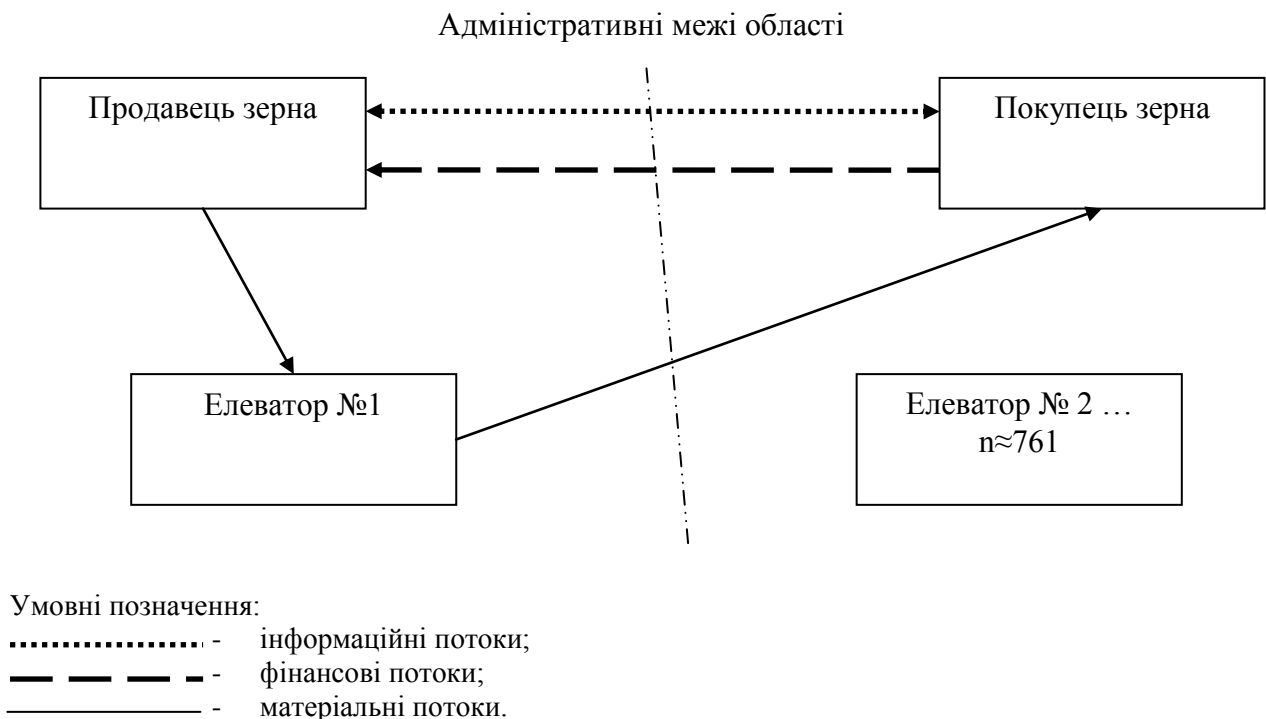 Адміністративні межі області
Продавець зерна
Покупець зерна
Елеватор №1
Елеватор № 2 …
n≈761
Умовні позначення:
- інформаційні потоки;
- фінансові потоки;
- матеріальні потоки.